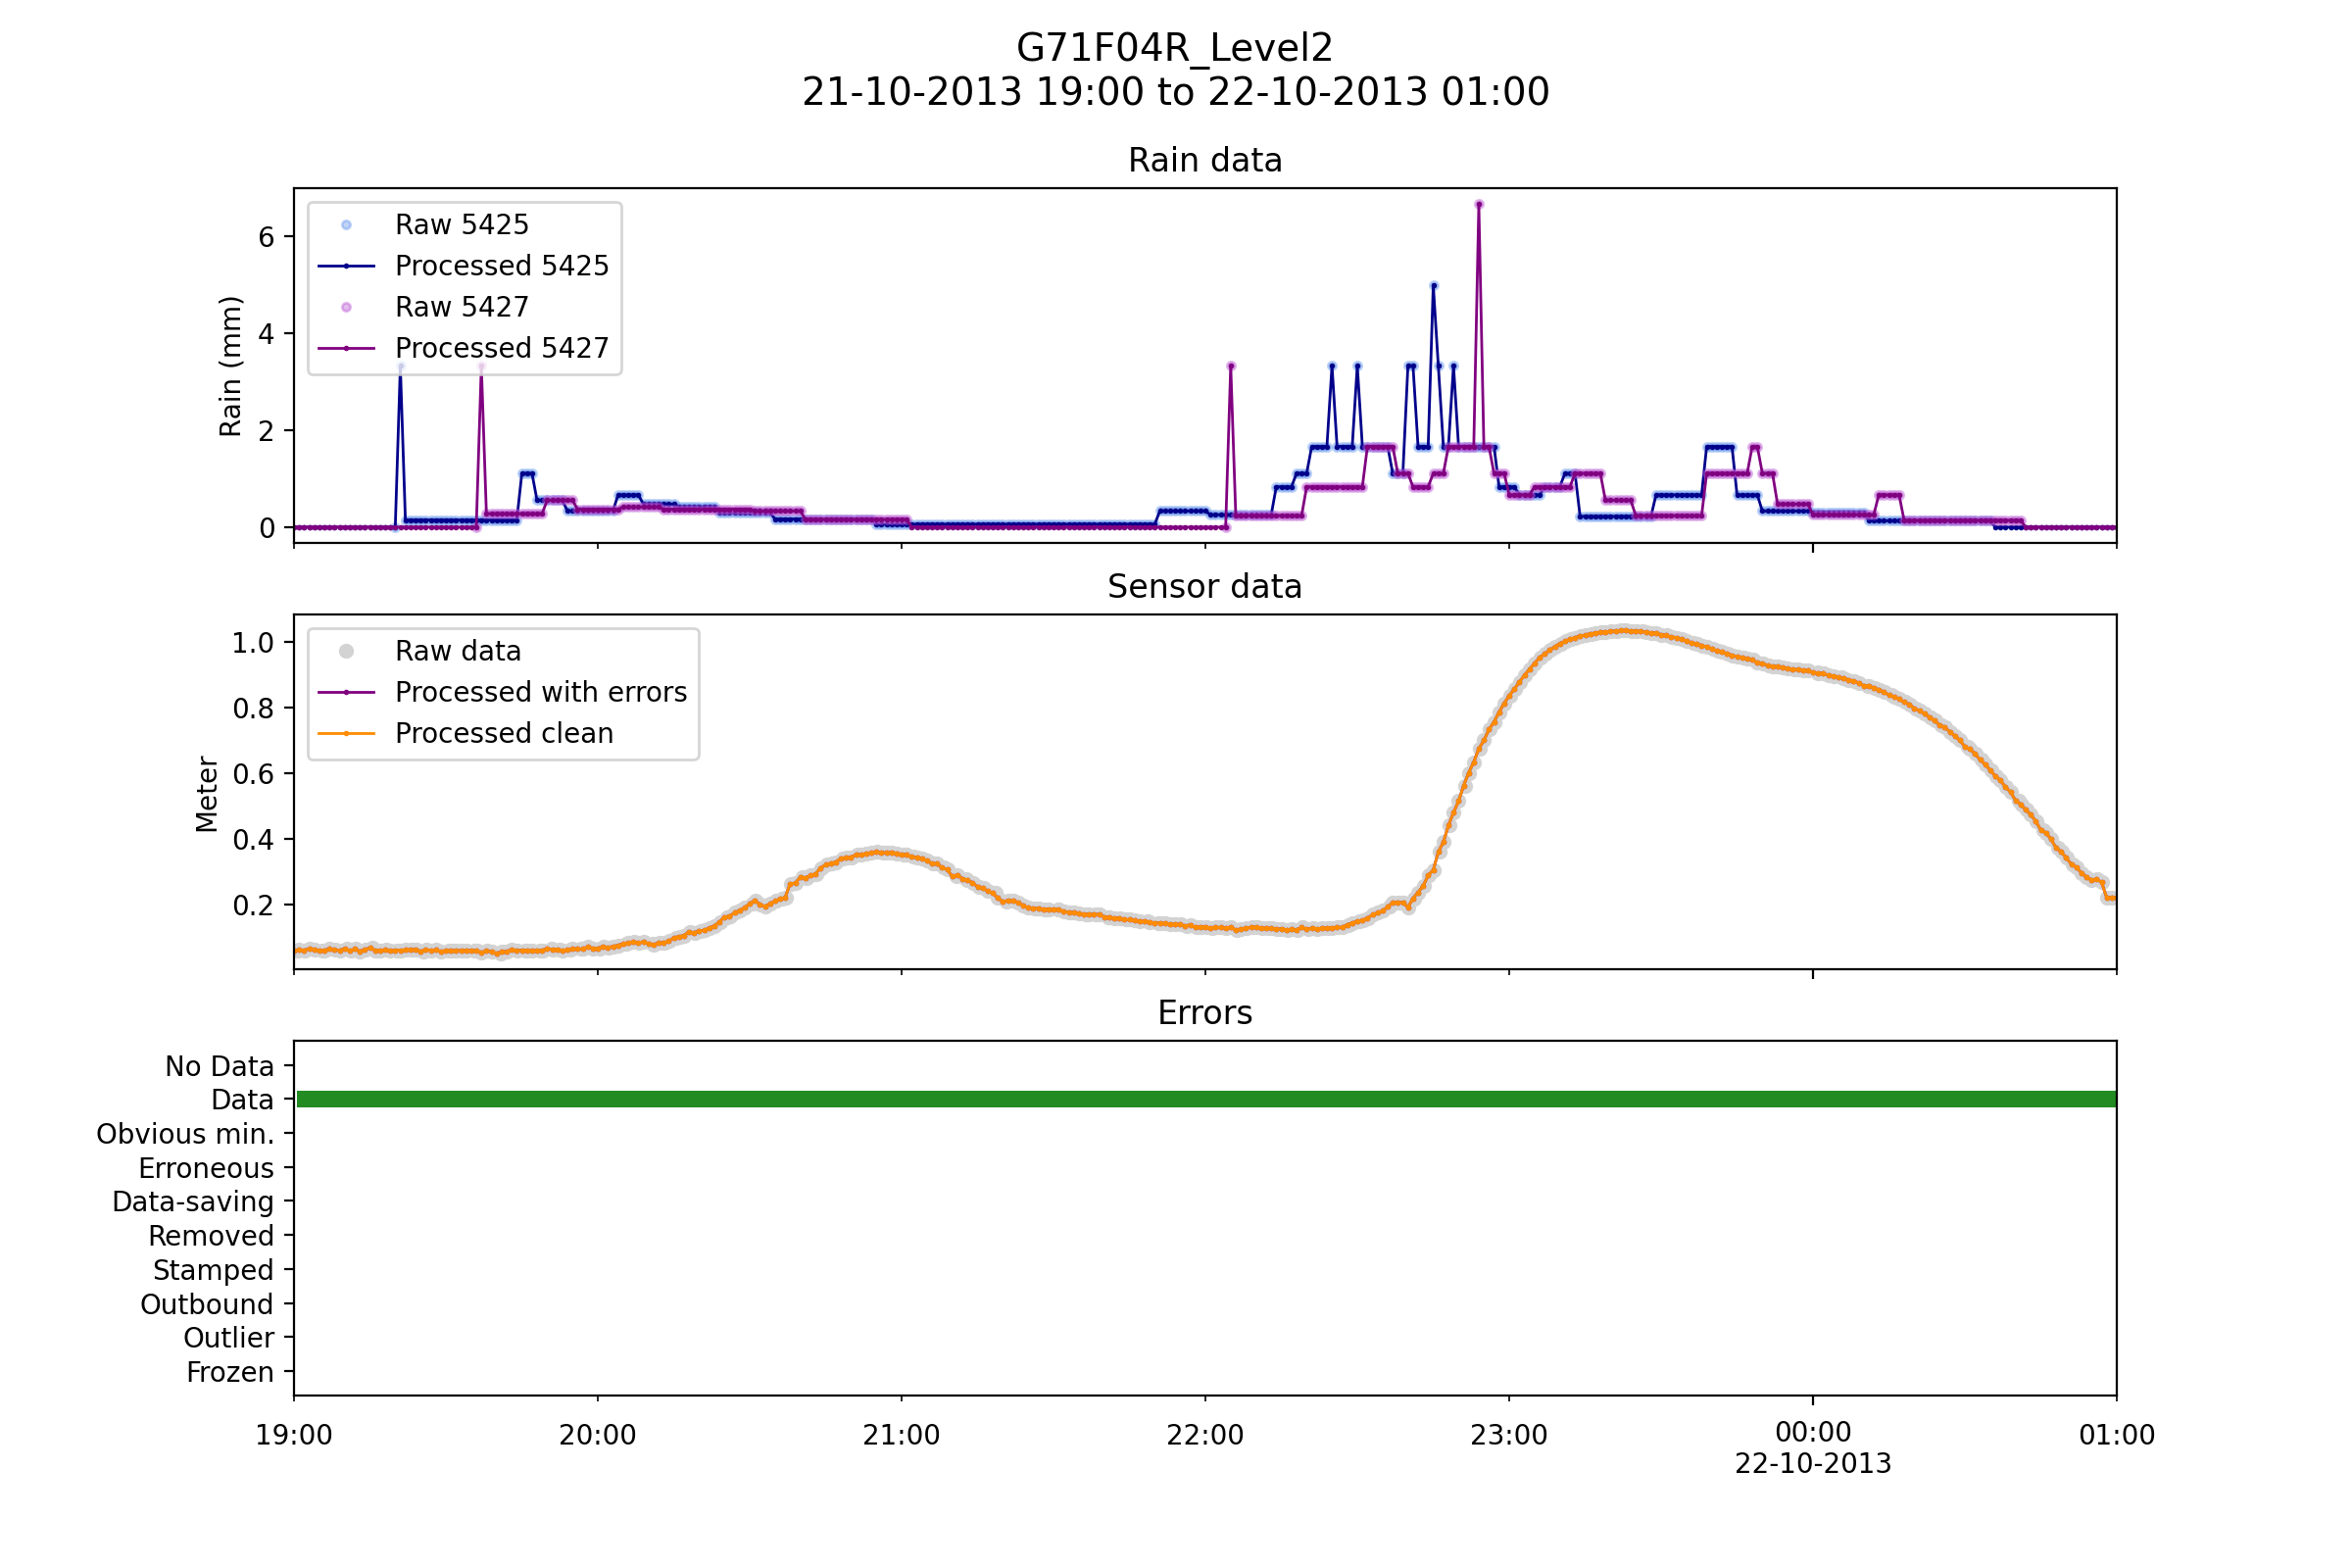 G71F04R_Level2
21-10-2013 19:00 to 22-10-2013 01:00
Rain data
Rain (mm)
6
4
2
0
Raw 5425
Processed 5425
Raw 5427
Processed 5427
Sensor data
Meter
1.0
0.8
0.6
0.4
0.2
Raw data
Processed with errors
Processed clean
Errors
No Data
Data
Obvious min.
Erroneous
Data-saving
Removed
Stamped
Outbound
Outlier
Frozen
19:00 20:00 21:00 22:00 23:00 00:00 01:00
22-10-2013